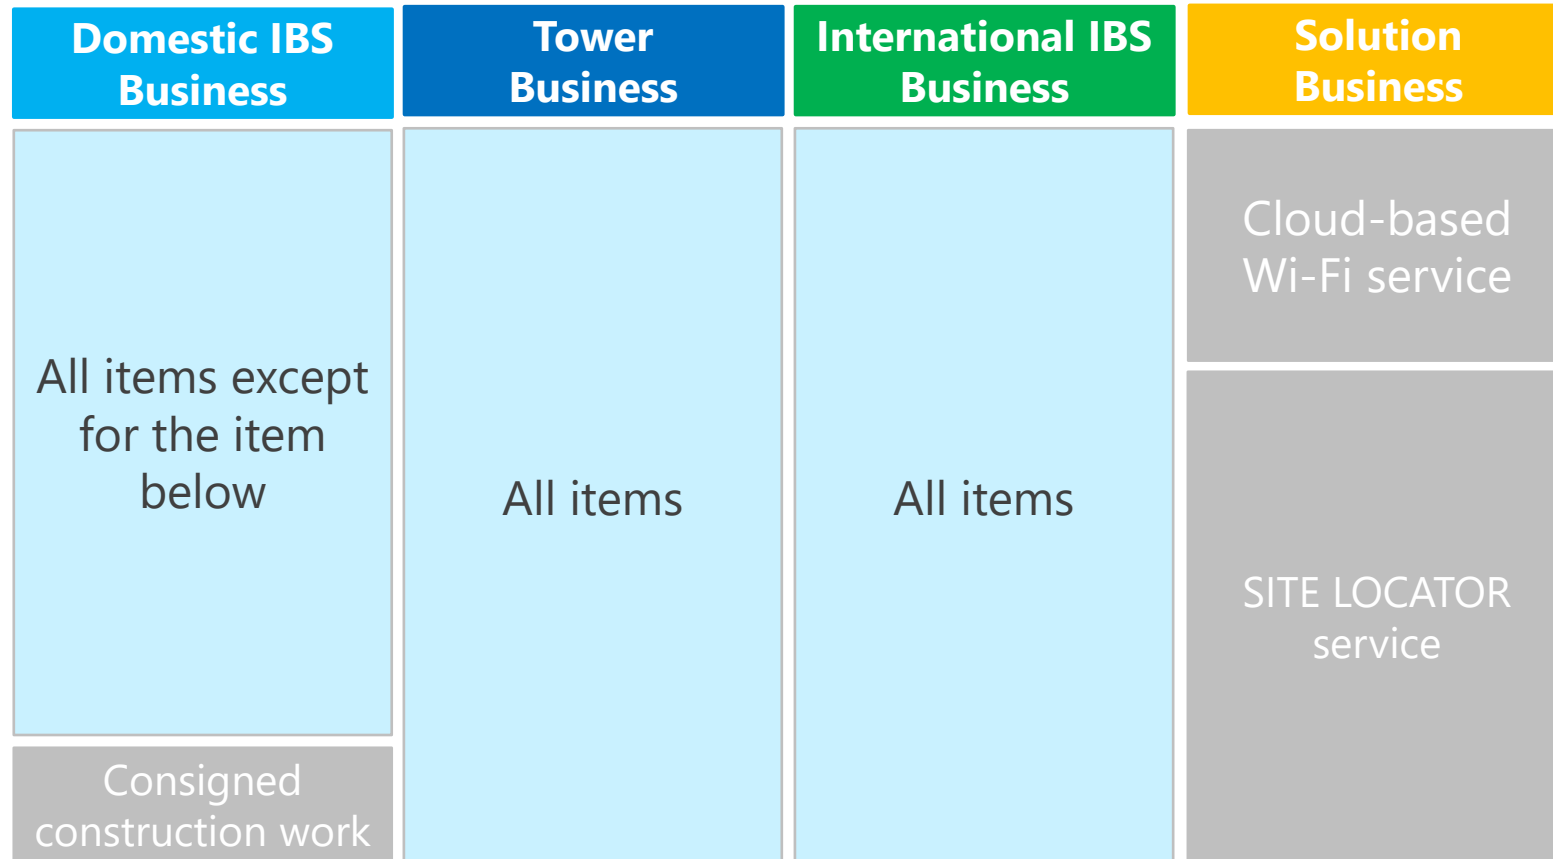 Domestic IBS
Business
Tower
Business
International IBS
Business
Solution
Business
All items except
for the item
below
Consigned
construction work
All items
All items
Cloud-based
Wi-Fi service
SITE LOCATOR
service